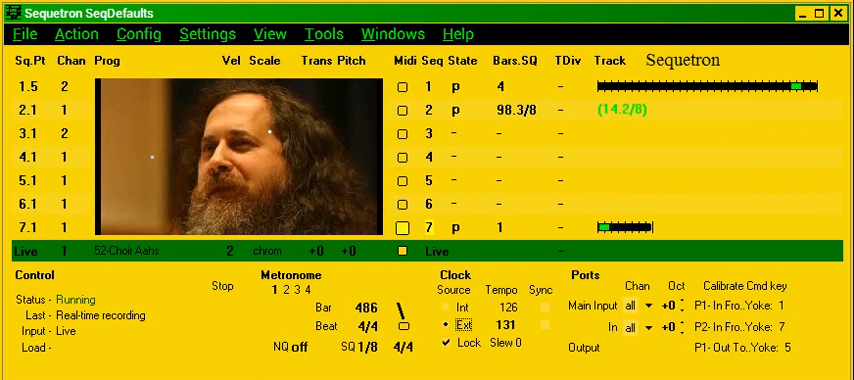 Sequetron SeqDefaults
File Action Config Settings View Tools Windows Help
Sq.Pt Chan Prog Vel Scale Trans Pitch Midi Seq State Bars.SQ TDiv Track Sequetron
1.5 2 1 p 4 -
2.1 1 2 p 98.3/8 - (14.2/8)
3.1 2 3 - - -
4.1 1 4 - - -
5.1 1 5 - - -
6.1 1 6 - - -
7.1 1 7 p 1 -
Live 1 52-Choir Aahs 2 chrom +0 +0 Live -
Control Metronome Clock Ports
Stop 1 2 3 4 Source Tempo Sync Chan Oct Calibrate Cmd key
Status - Running Bar 486 Int 126 Main Input all +0 P1- In Fro..Yoke: 1
Last - Real-time recording
Input - Live Beat 4/4 Ext 131 In all +0 P2- In Fro..Yoke: 7
Load - NQ off SQ 1/8 4/4 Lock Slew 0 Output P1- Out To..Yoke: 5